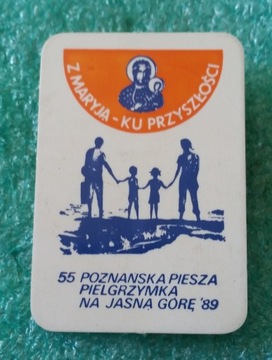 Z MARYJĄ - KU PRZYSZŁOŚCI
55 POZNAŃSKA PIESZA
PIELGRZYMKA
NA JASNĄ GÓRĘ '89